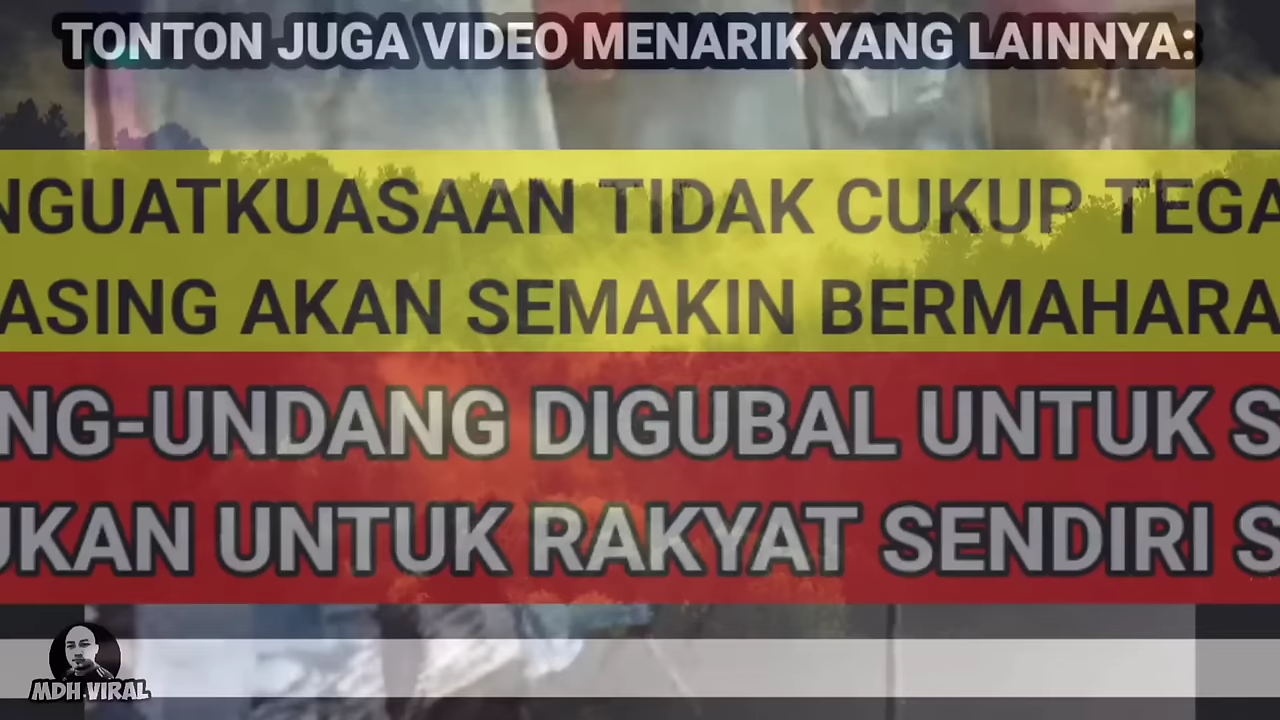 TONTON JUGA VIDEO MENARIK YANG LAINNYA:
NGUATKUASAAN TIDAK CUKUP TEGA
ASING AKAN SEMAKIN BERMAHARA
NG-UNDANG DIGUBAL UNTUK S
UKAN UNTUK RAKYAT SENDIRI S
MDH VIRAL